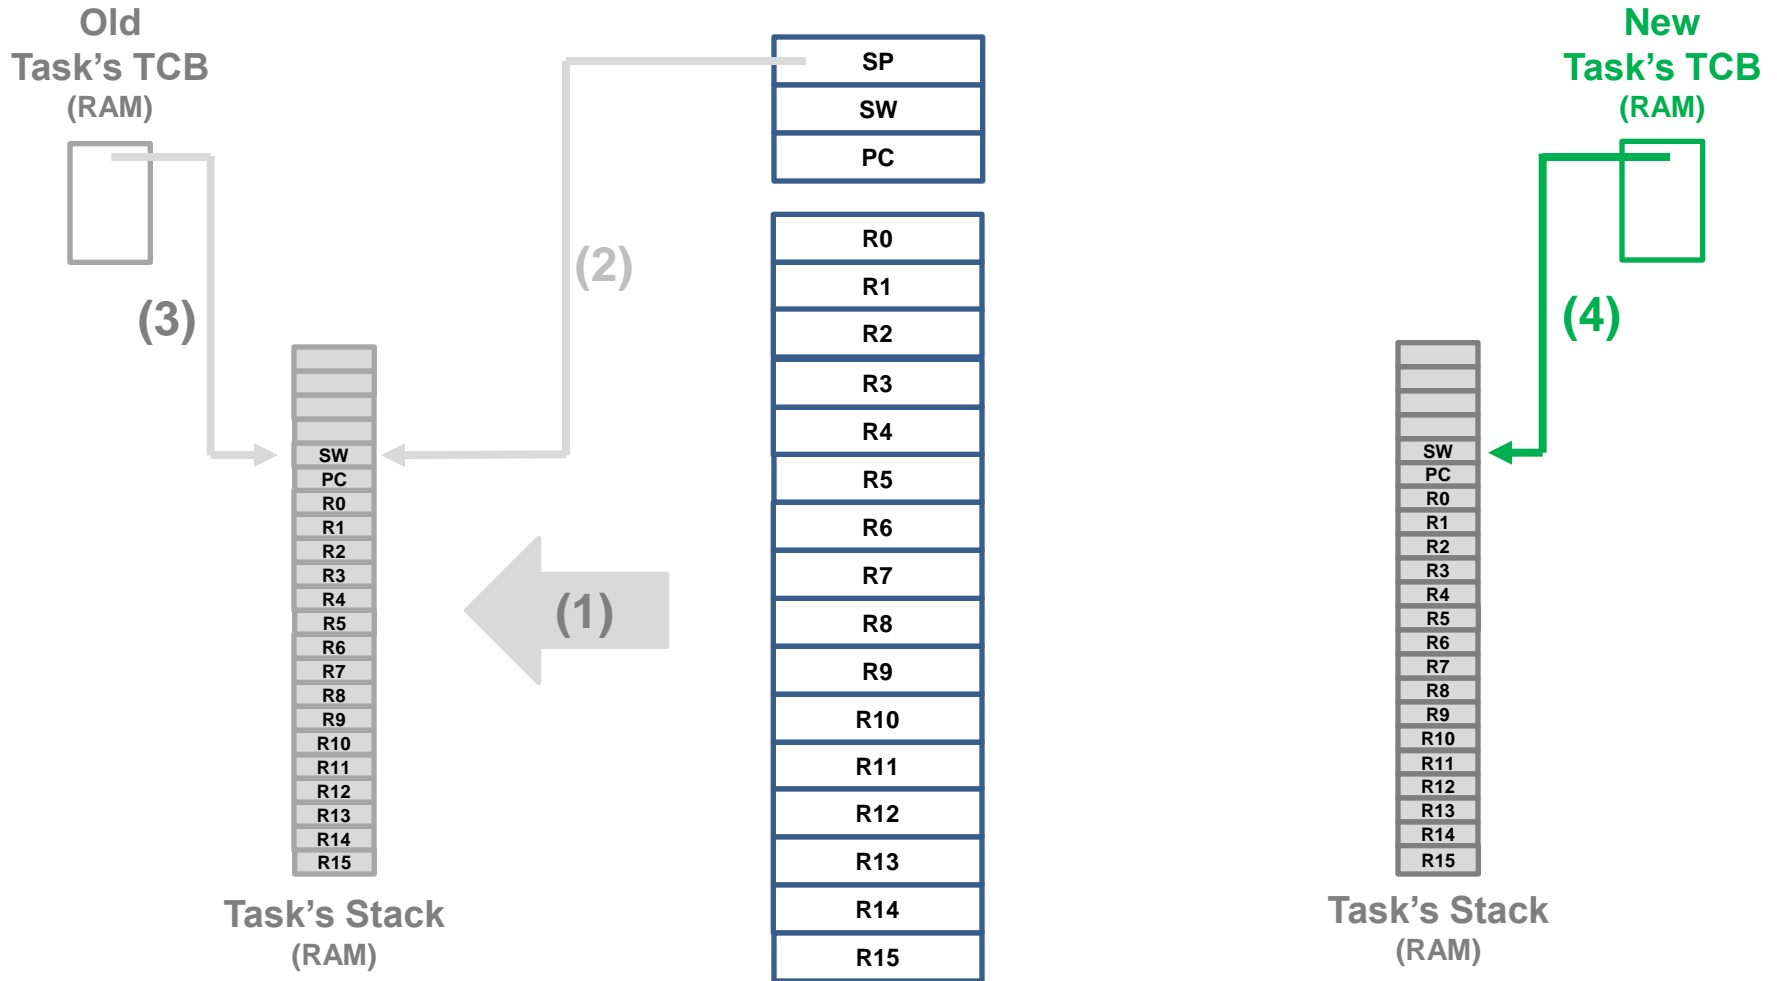 Old
Task's TCB
(RAM)
SP
SW
PC
New
Task's TCB
(RAM)
(3)
(2)
(4)
R0
R1
R2
R3
R4
R5
R6
R7
R8
R9
R10
R11
R12
R13
R14
R15
SW
PC
R0
R1
R2
R3
R4
R5
R6
R7
R8
R9
R10
R11
R12
R13
R14
R15
Task's Stack
(RAM)
(1)
SW
PC
R0
R1
R2
R3
R4
R5
R6
R7
R8
R9
R10
R11
R12
R13
R14
R15
Task's Stack
(RAM)